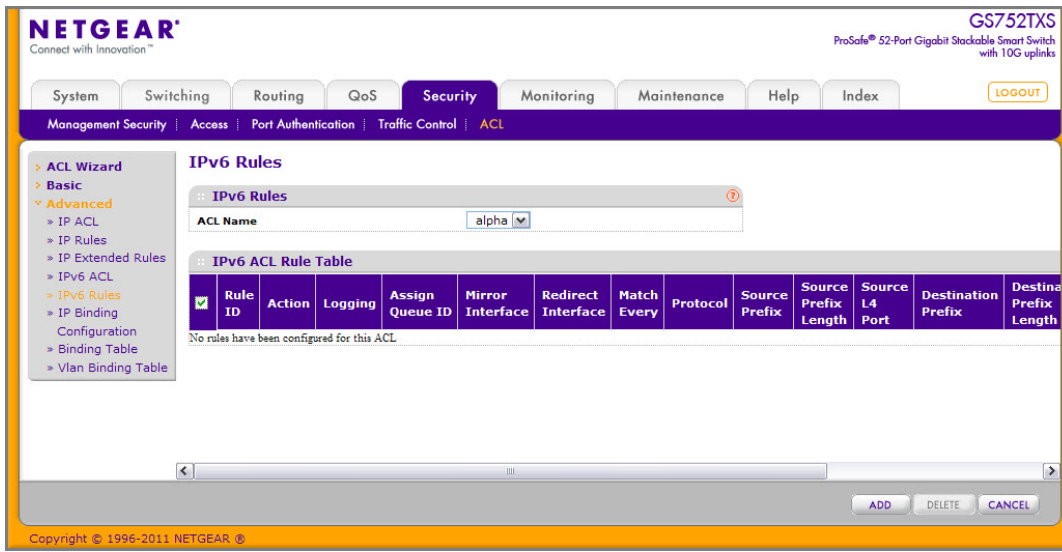 NETGEAR®
Connect with Innovation™
GS752TXS
ProSafe® 52-Port Gigabit Stackable Smart Switch
with 10G uplinks
System Switching Routing QoS Security Monitoring Maintenance Help Index LOGOUT
Management Security Access Port Authentication Traffic Control ACL
ACL Wizard
Basic
Advanced
» IP ACL
» IP Rules
» IP Extended Rules
» IPv6 ACL
» IPv6 Rules
» IP Binding
Configuration
» Binding Table
» Vlan Binding Table
IPv6 Rules
IPv6 Rules ?
ACL Name alpha
IPv6 ACL Rule Table
Rule ID Action Logging Assign Queue ID Mirror Interface Redirect Interface Match Every Protocol Source Prefix Source Prefix Length Source L4 Port Destination Prefix Destina Prefix Length
No rules have been configured for this ACL
ADD DELETE CANCEL
Copyright © 1996-2011 NETGEAR ®